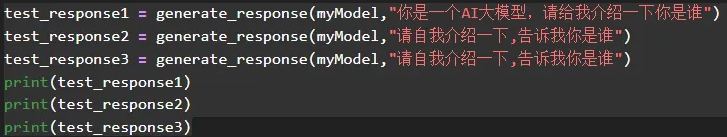 test_response1 = generate_response(myModel,"你是一个AI大模型，请给我介绍一下你是谁")
test_response2 = generate_response(myModel,"请自我介绍一下,告诉我你是谁")
test_response3 = generate_response(myModel,"请自我介绍一下,告诉我你是谁")
print(test_response1)
print(test_response2)
print(test_response3)